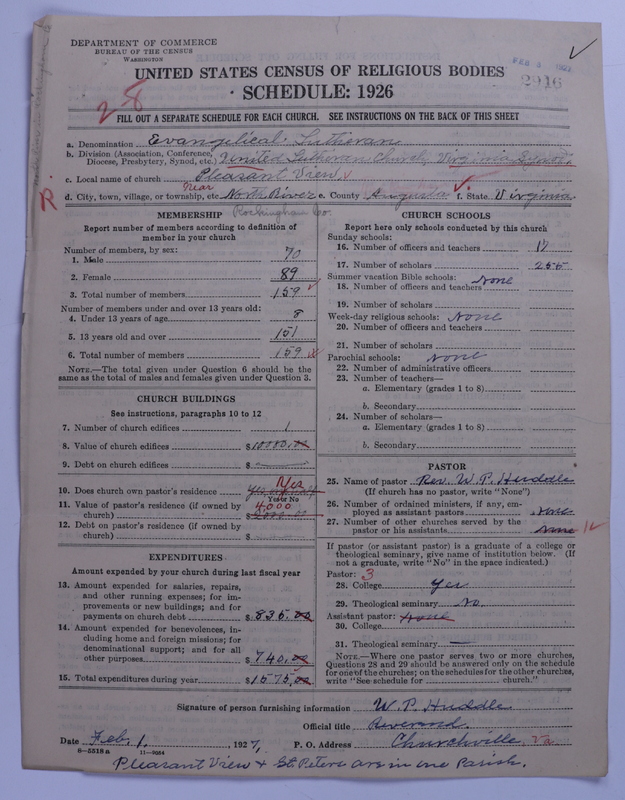 DEPARTMENT OF COMMERCE
BUREAU OF THE CENSUS
WASHINGTON
FEB 3 1927
2916
UNITED STATES CENSUS OF RELIGIOUS BODIES
SCHEDULE: 1926
28
FILL OUT A SEPARATE SCHEDULE FOR EACH CHURCH. SEE INSTRUCTIONS ON THE BACK OF THIS SHEET
a. Denomination Evangelical Lutheran
b. Division (Association, Conference, Diocese, Presbytery, Synod, etc.) United Lutheran Church, Virginia Synod.
c. Local name of church Pleasant View
R.
d. City, town, village, or township, etc. Near North River e. County Augusta f. State Virginia
Rockingham Co.
MEMBERSHIP
Report number of members according to definition of
member in your church
Number of members, by sex:
1. Male 70
2. Female 89
3. Total number of members 159
Number of members under and over 13 years old:
4. Under 13 years of age 8
5. 13 years old and over 151
6. Total number of members 159
NOTE.—The total given under Question 6 should be
same as the total of males and females given under Question 3.
CHURCH BUILDINGS
See instructions, paragraphs 10 to 12
7. Number of church edifices 1
8. Value of church edifices $10000.00
9. Debt on church edifices $
10. Does church own pastor's residence Yes
Yes or No
11. Value of pastor's residence (if owned by
church) 4000 $2000.00
12. Debt on pastor's residence (if owned by
church) $
EXPENDITURES
Amount expended by your church during last fiscal year
13. Amount expended for salaries, repairs,
and other running expenses; for im-
provements or new buildings; and for
payments on church debt $835.00
14. Amount expended for benevolences, in-
cluding home and foreign missions; for
denominational support; and for all
other purposes $740.00
15. Total expenditures during year $1575.00
CHURCH SCHOOLS
Report here only schools conducted by this church
Sunday schools:
16. Number of officers and teachers 17
17. Number of scholars 255
Summer vacation Bible schools: None
18. Number of officers and teachers
19. Number of scholars
Week-day religious schools: None
20. Number of officers and teachers
21. Number of scholars
Parochial schools: None
22. Number of administrative officers
23. Number of teachers—
a. Elementary (grades 1 to 8)
b. Secondary
24. Number of scholars—
a. Elementary (grades 1 to 8)
b. Secondary
PASTOR
25. Name of pastor Rev. W. P. Huddle
(If church has no pastor, write "None")
26. Number of ordained ministers, if any, em-
ployed as assistant pastors None
27. Number of other churches served by the
pastor or his assistants None 1
If pastor (or assistant pastor) is a graduate of a college or
theological seminary, give name of institution below. (If
not a graduate, write "No" in the space indicated.)
Pastor: 3
28. College Yes
29. Theological seminary No.
Assistant pastor: None
30. College
31. Theological seminary —
NOTE.—Where one pastor serves two or more churches,
Questions 28 and 29 should be answered only on the schedule
for one of the churches; on the schedules for the other churches,
write "See schedule for church."
Signature of person furnishing information W. P. Huddle
Official title Reverend.
Date Feb. 1, 1927, P. O. Address Churchville, Va.
8—5518a 11—9054
Pleasant View & St. Peters are in one Parish.